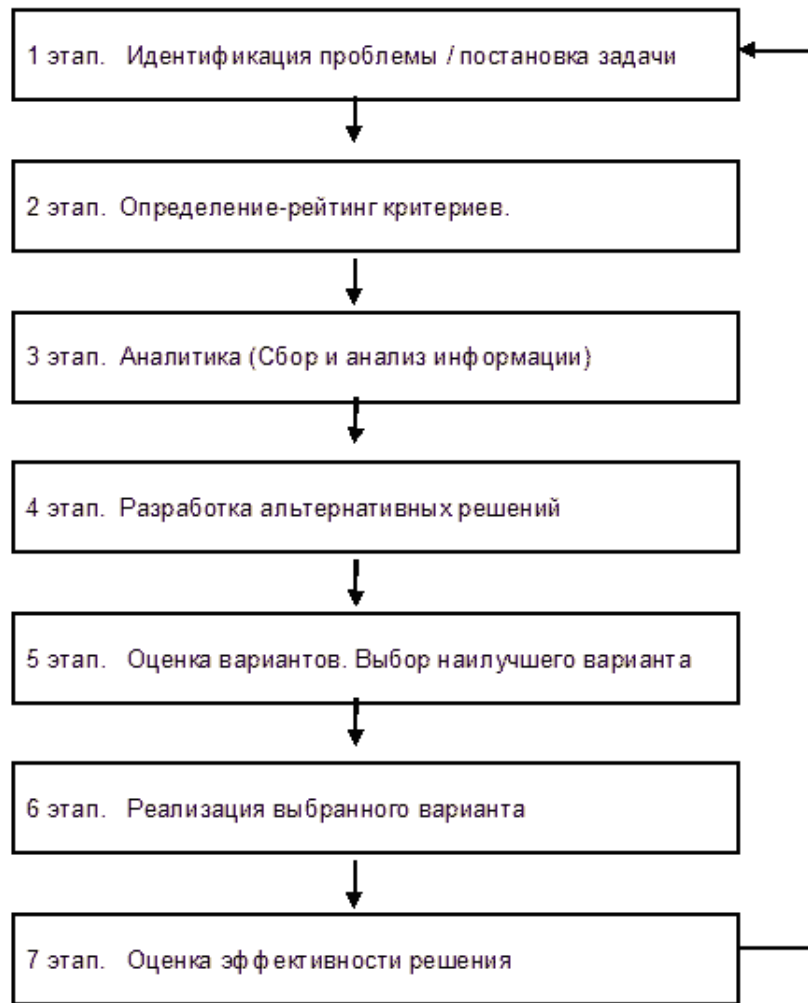 1 этап. Идентификация проблемы / постановка задачи
2 этап. Определение-рейтинг критериев.
3 этап. Аналитика (Сбор и анализ информации)
4 этап. Разработка альтернативных решений
5 этап. Оценка вариантов. Выбор наилучшего варианта
6 этап. Реализация выбранного варианта
7 этап. Оценка эффективности решения